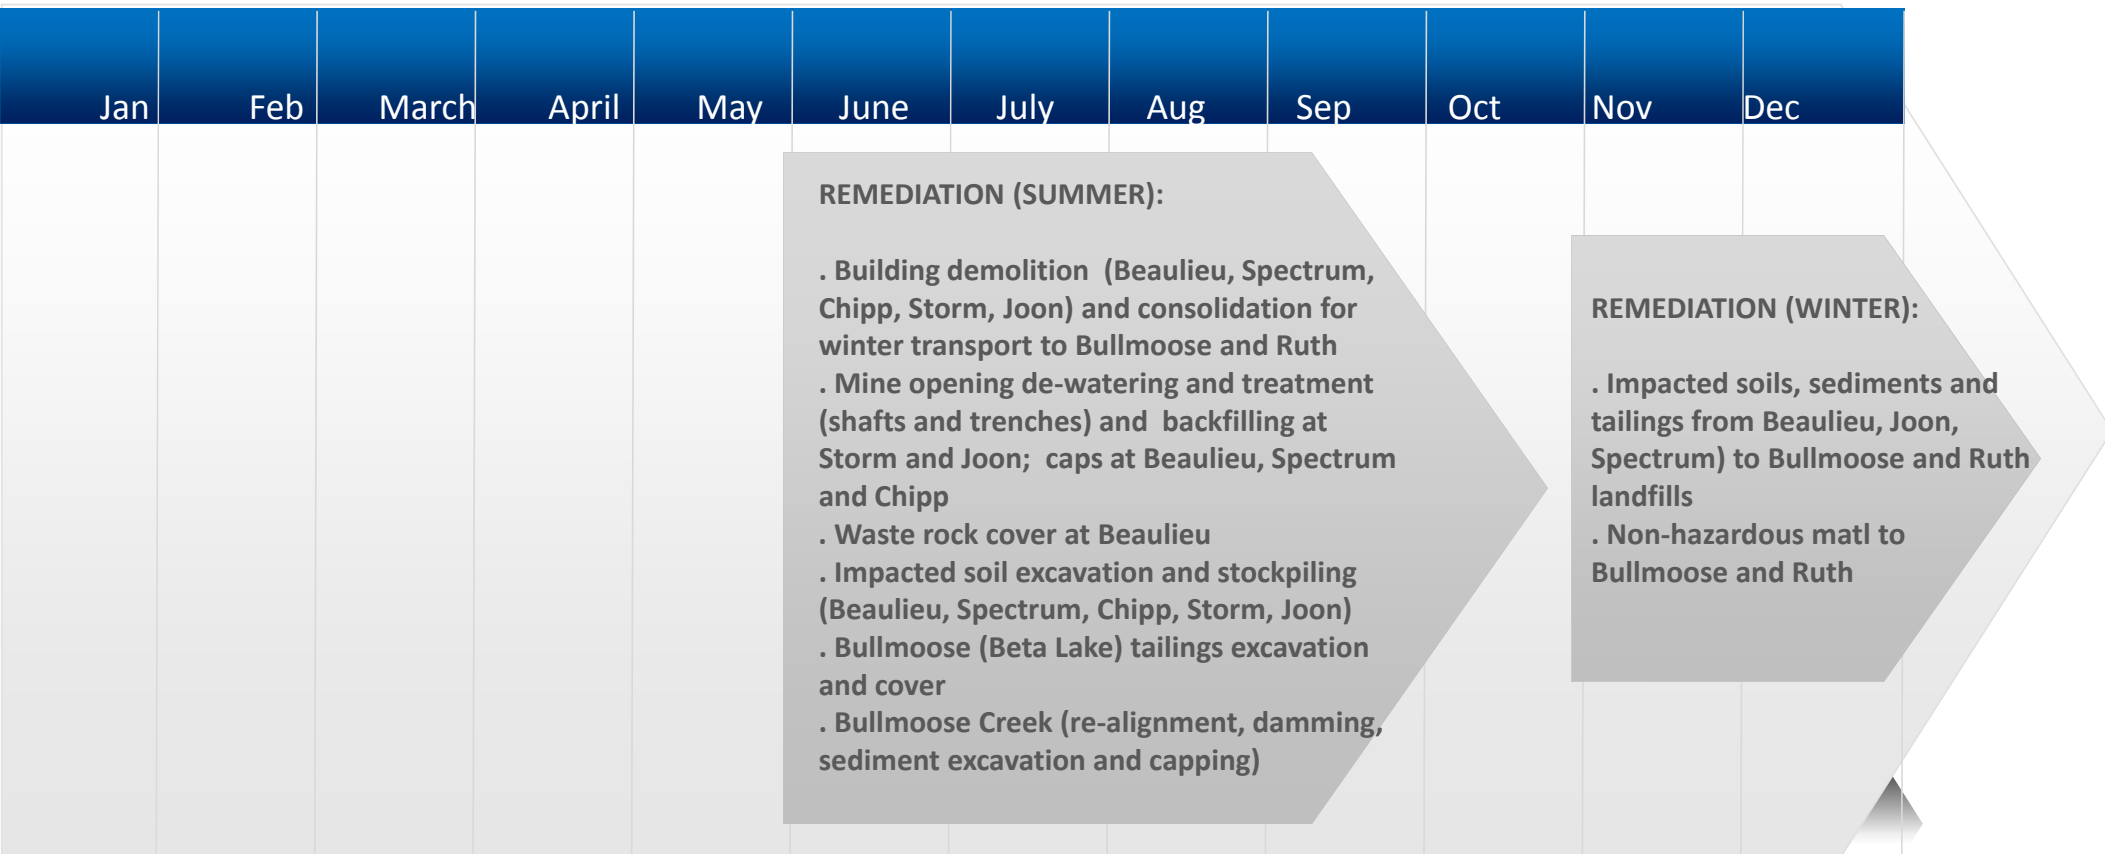 Jan Feb March April May June July Aug Sep Oct Nov Dec
REMEDIATION (SUMMER):
. Building demolition  (Beaulieu, Spectrum,
Chipp, Storm, Joon) and consolidation for
winter transport to Bullmoose and Ruth
. Mine opening de-watering and treatment
(shafts and trenches) and  backfilling at
Storm and Joon;  caps at Beaulieu, Spectrum
and Chipp
. Waste rock cover at Beaulieu
. Impacted soil excavation and stockpiling
(Beaulieu, Spectrum, Chipp, Storm, Joon)
. Bullmoose (Beta Lake) tailings excavation
and cover
. Bullmoose Creek (re-alignment, damming,
sediment excavation and capping)
REMEDIATION (WINTER):
. Impacted soils, sediments and
tailings from Beaulieu, Joon,
Spectrum) to Bullmoose and Ruth
landfills
. Non-hazardous matl to
Bullmoose and Ruth